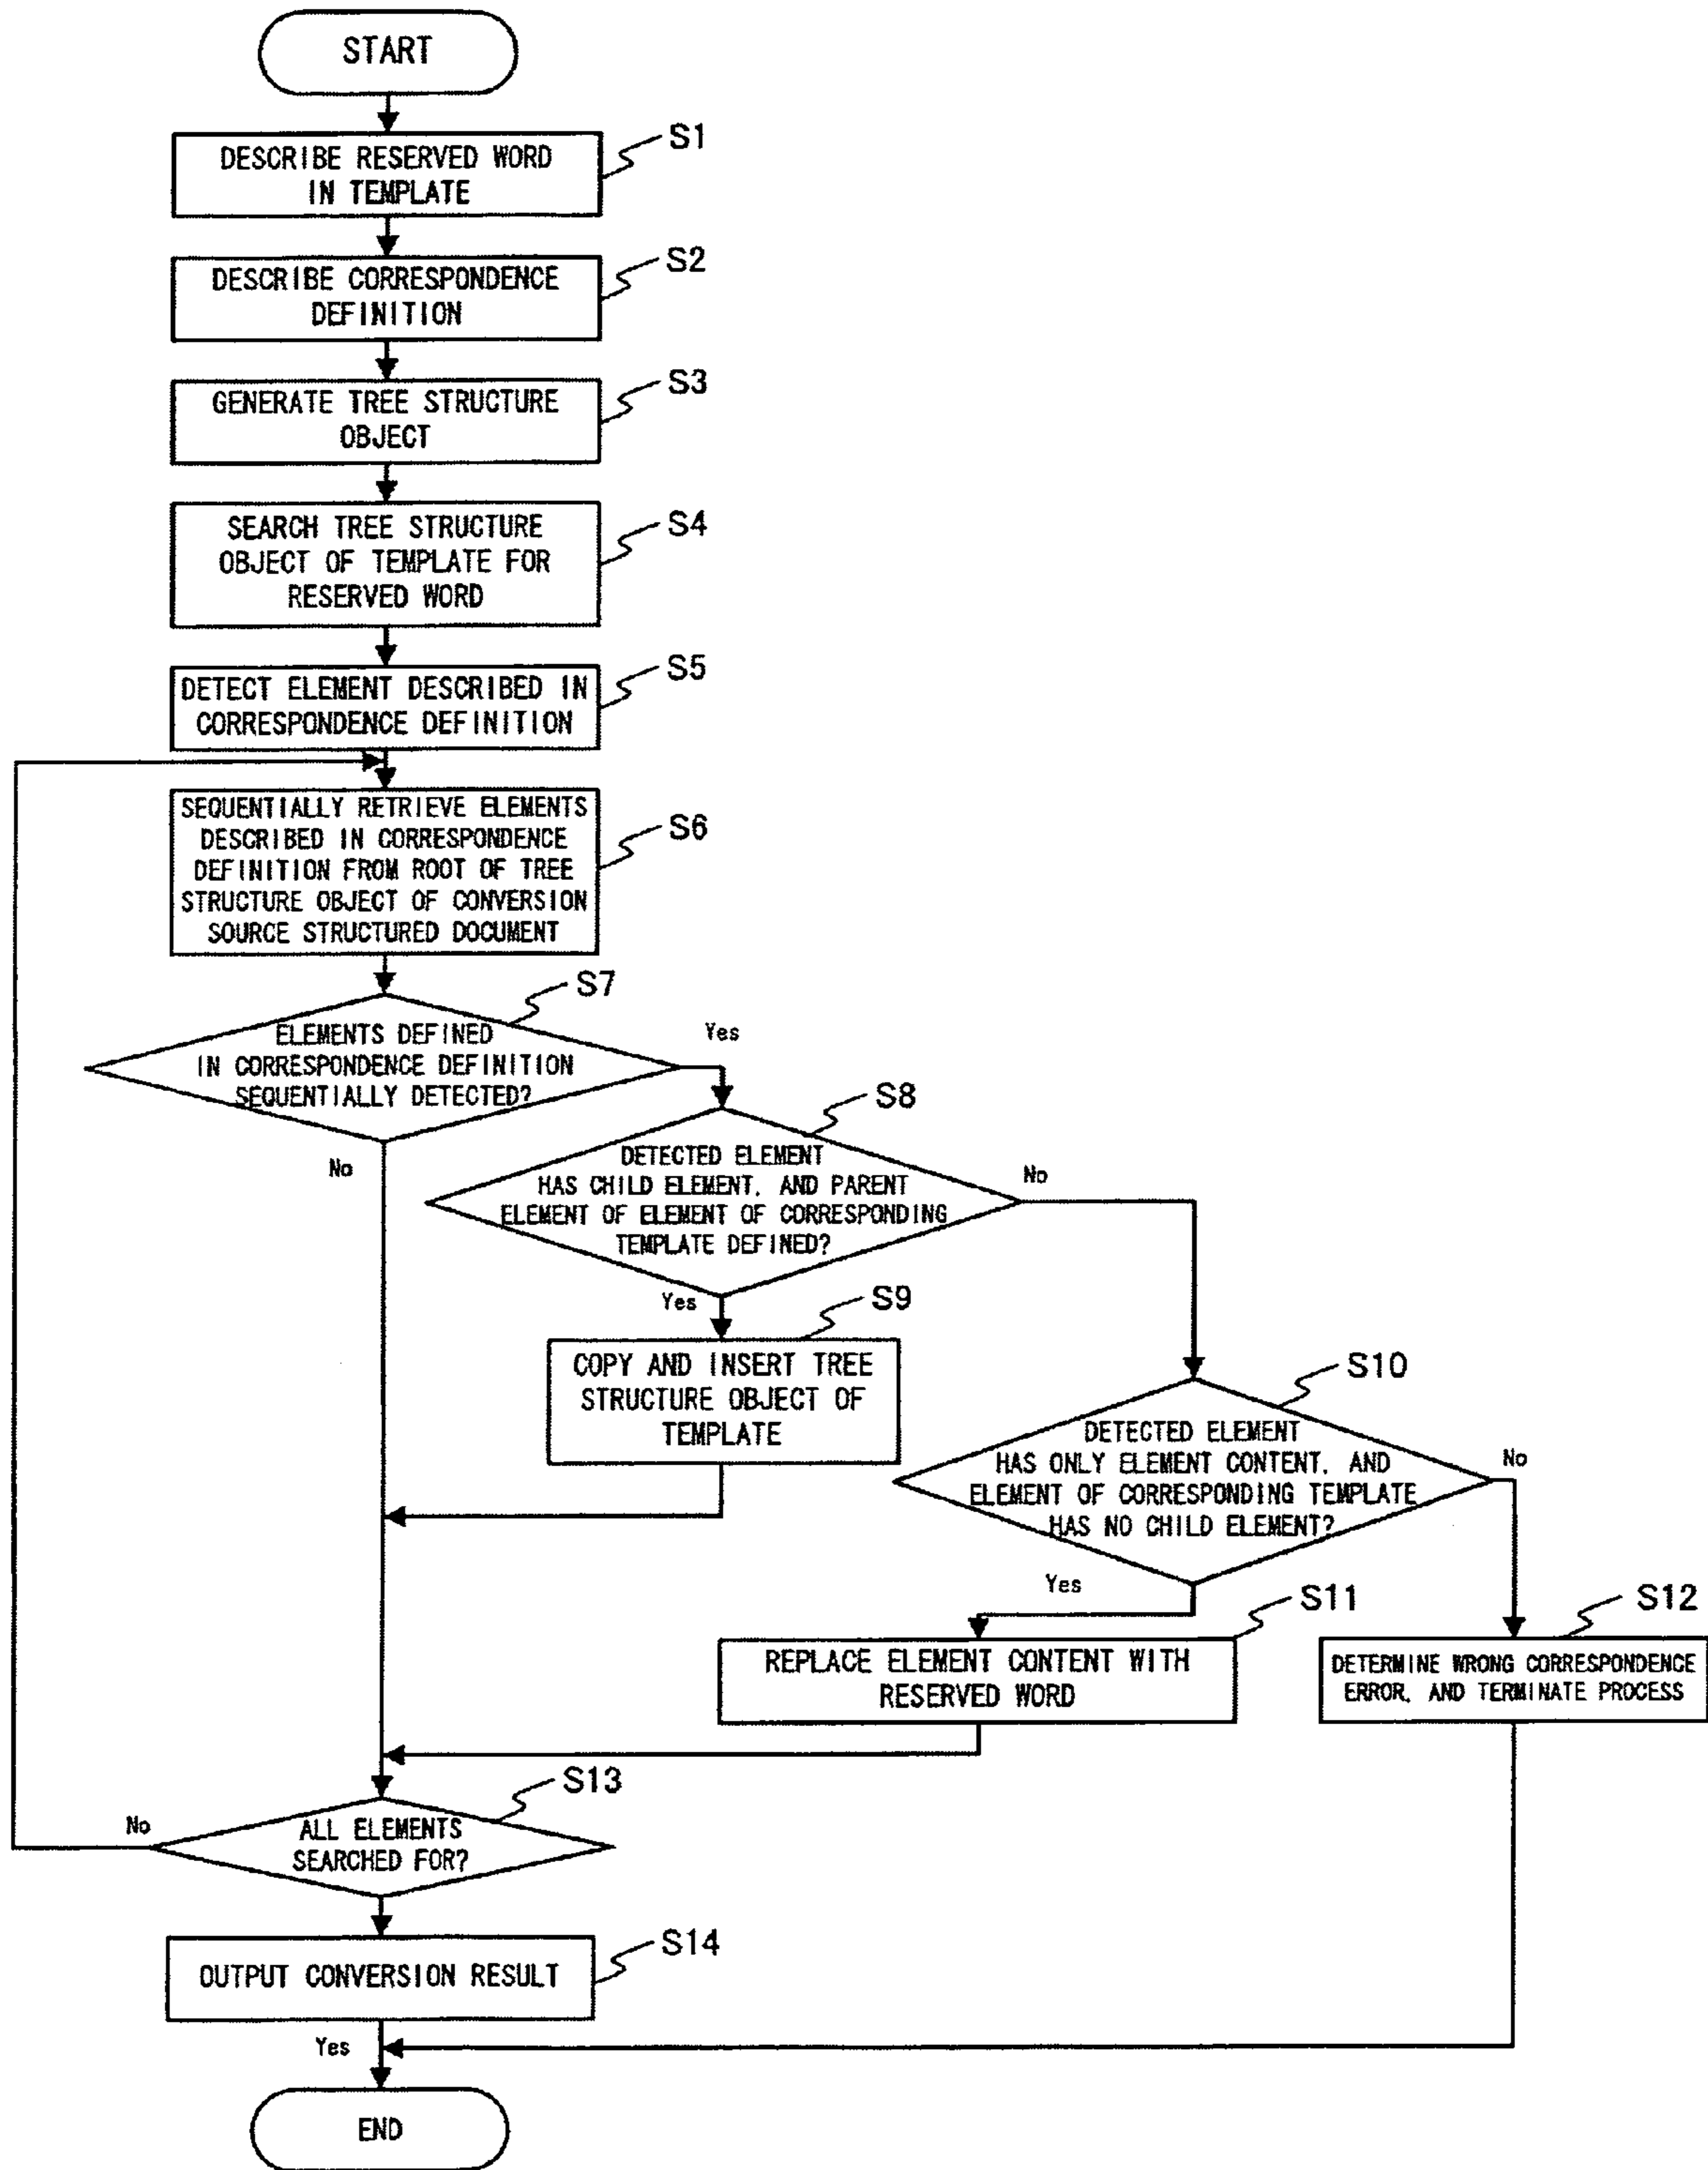 START
S1
DESCRIBE RESERVED WORD
IN TEMPLATE
S2
DESCRIBE CORRESPONDENCE
DEFINITION
S3
GENERATE TREE STRUCTURE
OBJECT
S4
SEARCH TREE STRUCTURE
OBJECT OF TEMPLATE FOR
RESERVED WORD
S5
DETECT ELEMENT DESCRIBED IN
CORRESPONDENCE DEFINITION
S6
SEQUENTIALLY RETRIEVE ELEMENTS
DESCRIBED IN CORRESPONDENCE
DEFINITION FROM ROOT OF TREE
STRUCTURE OBJECT OF CONVERSION
SOURCE STRUCTURED DOCUMENT
S7
ELEMENTS DEFINED
IN CORRESPONDENCE DEFINITION
SEQUENTIALLY DETECTED?
Yes
No
S8
DETECTED ELEMENT
HAS CHILD ELEMENT, AND PARENT
ELEMENT OF ELEMENT OF CORRESPONDING
TEMPLATE DEFINED?
No
Yes
S9
COPY AND INSERT TREE
STRUCTURE OBJECT OF
TEMPLATE
S10
DETECTED ELEMENT
HAS ONLY ELEMENT CONTENT, AND
ELEMENT OF CORRESPONDING TEMPLATE
HAS NO CHILD ELEMENT?
No
Yes
S11
REPLACE ELEMENT CONTENT WITH
RESERVED WORD
S12
DETERMINE WRONG CORRESPONDENCE
ERROR, AND TERMINATE PROCESS
S13
ALL ELEMENTS
SEARCHED FOR?
No
S14
OUTPUT CONVERSION RESULT
Yes
END